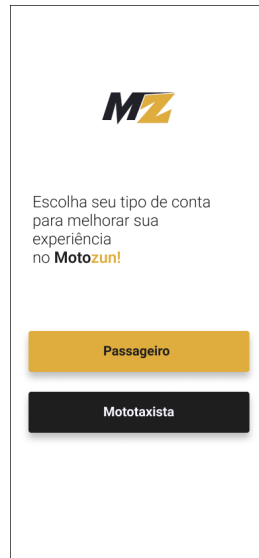 MZ
Escolha seu tipo de conta
para melhorar sua
experiência
no Motozun!
Passageiro
Mototaxista